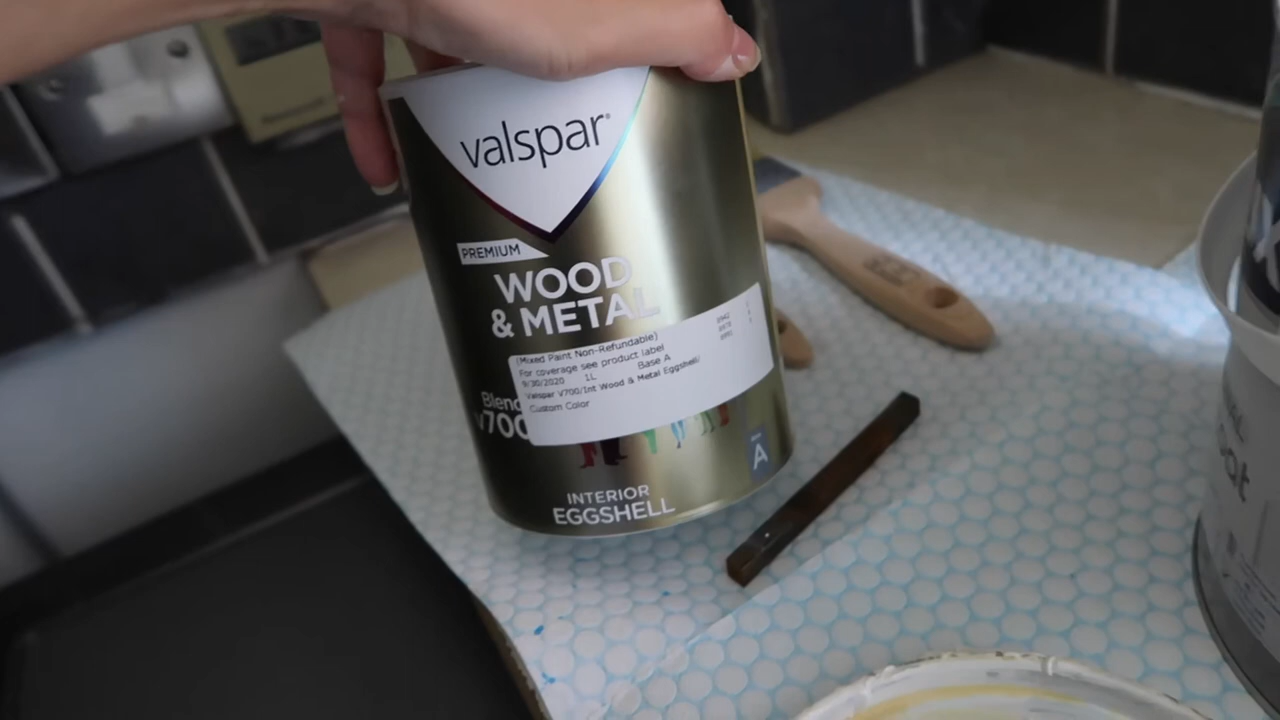 valspar®
PREMIUM
WOOD
& METAL
(Mixed Paint Non-Refundable)
For coverage see product label
9/30/2020 1L Base A
Valspar V700/Int Wood & Metal Eggshell
Custom Color
Blend
V700
A
INTERIOR
EGGSHELL